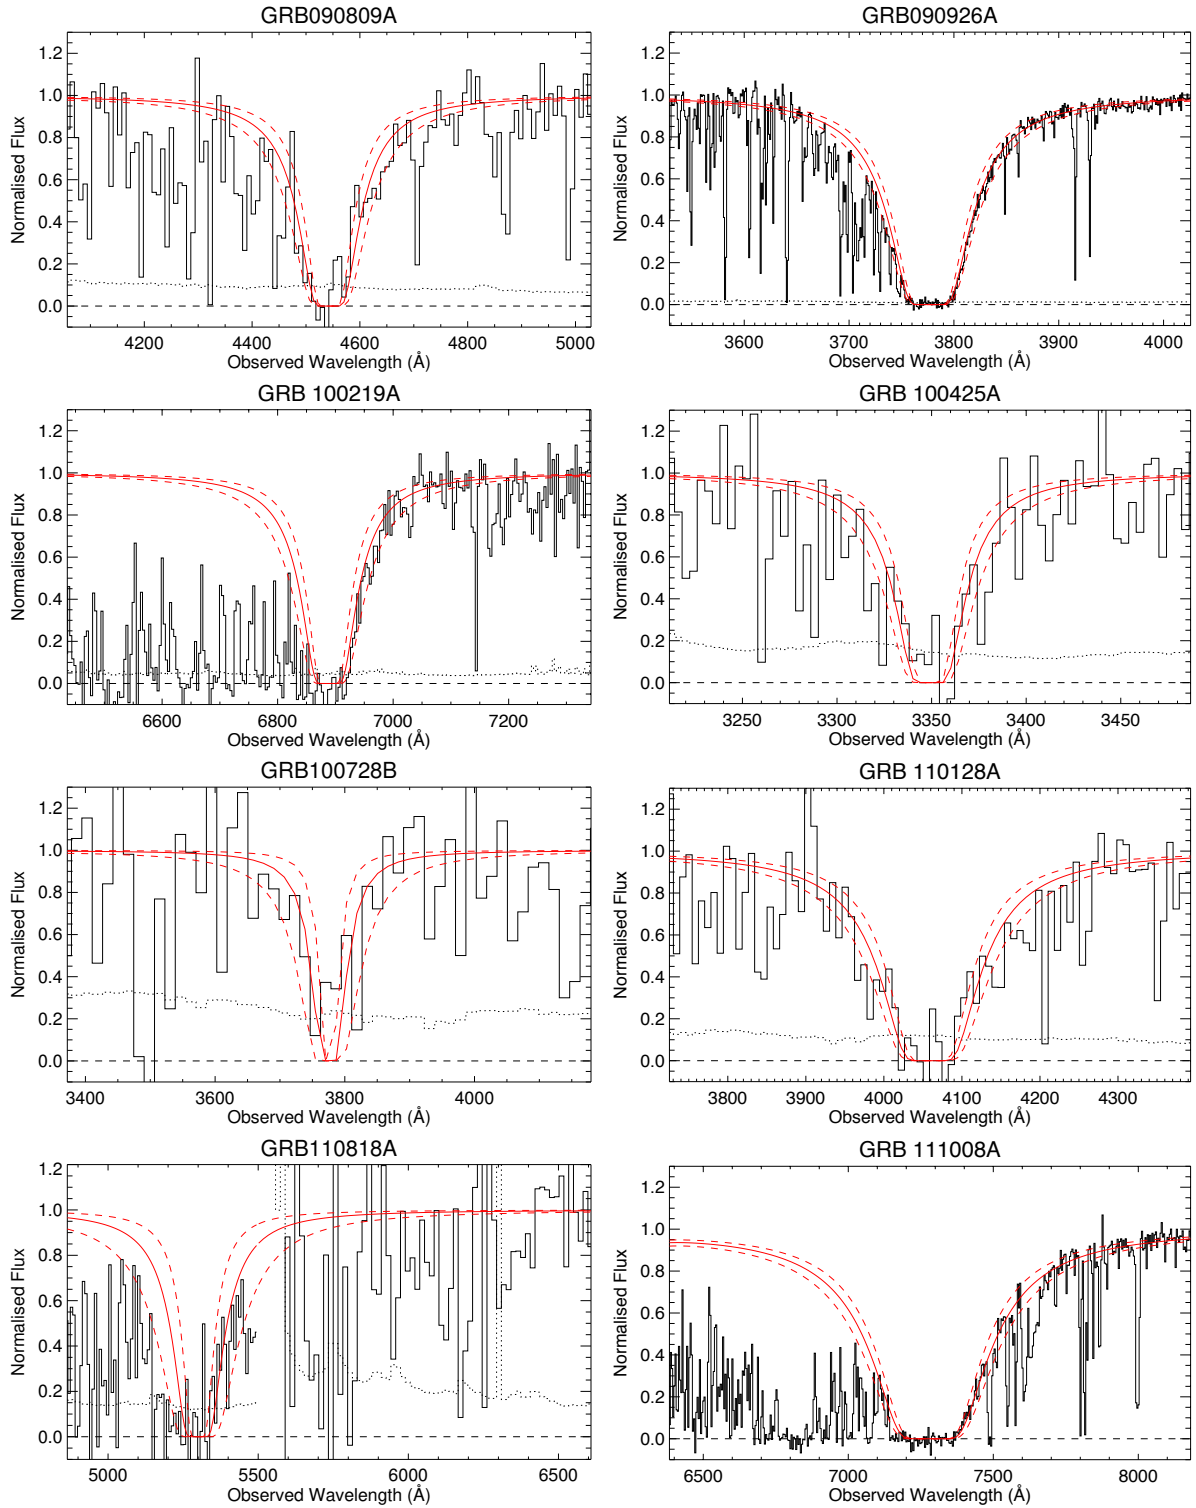 GRB090809A
1.2
1.0
0.8
0.6
0.4
0.2
0.0
Normalised Flux
4200 4400 4600 4800 5000
Observed Wavelength (Å)
GRB090926A
1.2
1.0
0.8
0.6
0.4
0.2
0.0
Normalised Flux
3600 3700 3800 3900 4000
Observed Wavelength (Å)
GRB 100219A
1.2
1.0
0.8
0.6
0.4
0.2
0.0
Normalised Flux
6600 6800 7000 7200
Observed Wavelength (Å)
GRB 100425A
1.2
1.0
0.8
0.6
0.4
0.2
0.0
Normalised Flux
3250 3300 3350 3400 3450
Observed Wavelength (Å)
GRB100728B
1.2
1.0
0.8
0.6
0.4
0.2
0.0
Normalised Flux
3400 3600 3800 4000
Observed Wavelength (Å)
GRB 110128A
1.2
1.0
0.8
0.6
0.4
0.2
0.0
Normalised Flux
3800 3900 4000 4100 4200 4300
Observed Wavelength (Å)
GRB110818A
1.2
1.0
0.8
0.6
0.4
0.2
0.0
Normalised Flux
5000 5500 6000 6500
Observed Wavelength (Å)
GRB 111008A
1.2
1.0
0.8
0.6
0.4
0.2
0.0
Normalised Flux
6500 7000 7500 8000
Observed Wavelength (Å)